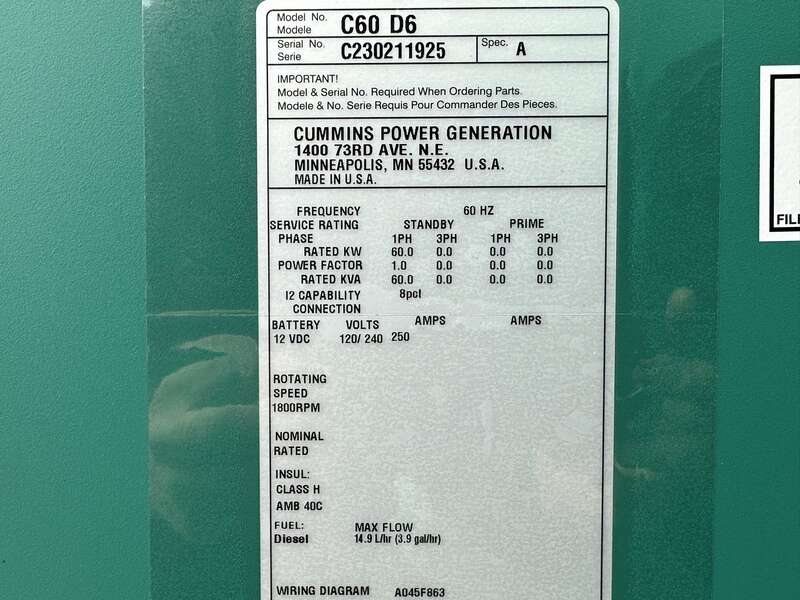 Model No. C60 D6
Modele
Serial No. C230211925 Spec. A
Serie
IMPORTANT!
Model & Serial No. Required When Ordering Parts.
Modele & No. Serie Requis Pour Commander Des Pieces.
CUMMINS POWER GENERATION
1400 73RD AVE. N.E.
MINNEAPOLIS, MN 55432 U.S.A.
MADE IN U.S.A.
FREQUENCY 60 HZ
SERVICE RATING STANDBY PRIME
PHASE 1PH 3PH 1PH 3PH
RATED KW 60.0 0.0 0.0 0.0
POWER FACTOR 1.0 0.0 0.0 0.0
RATED KVA 60.0 0.0 0.0 0.0
I2 CAPABILITY 8pcl
CONNECTION
BATTERY VOLTS AMPS AMPS
12 VDC 120/ 240 250
ROTATING
SPEED
1800RPM
NOMINAL
RATED
INSUL:
CLASS H
AMB 40C
FUEL: MAX FLOW
Diesel 14.9 L/hr (3.9 gal/hr)
WIRING DIAGRAM A045F863